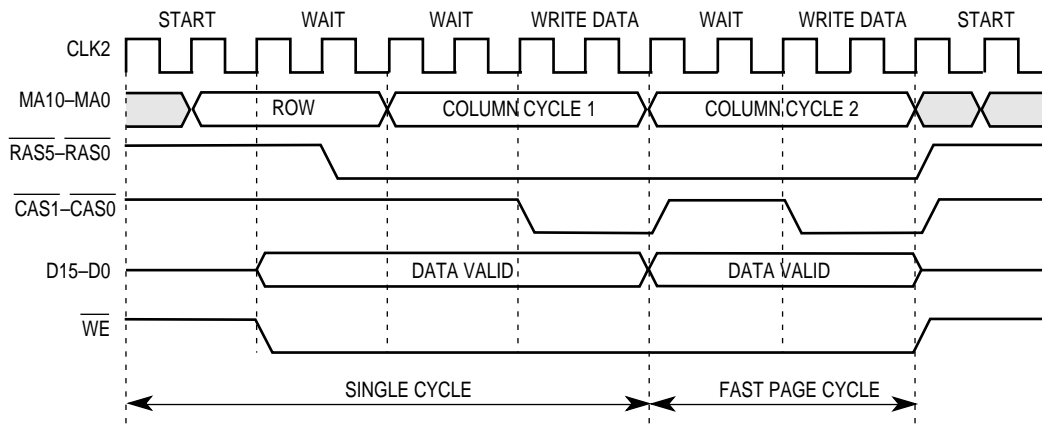 START WAIT WAIT WRITE DATA WAIT WRITE DATA START
CLK2
MA10–MA0 ROW COLUMN CYCLE 1 COLUMN CYCLE 2
RAS5–RAS0
CAS1–CAS0
D15–D0 DATA VALID DATA VALID
WE
SINGLE CYCLE FAST PAGE CYCLE